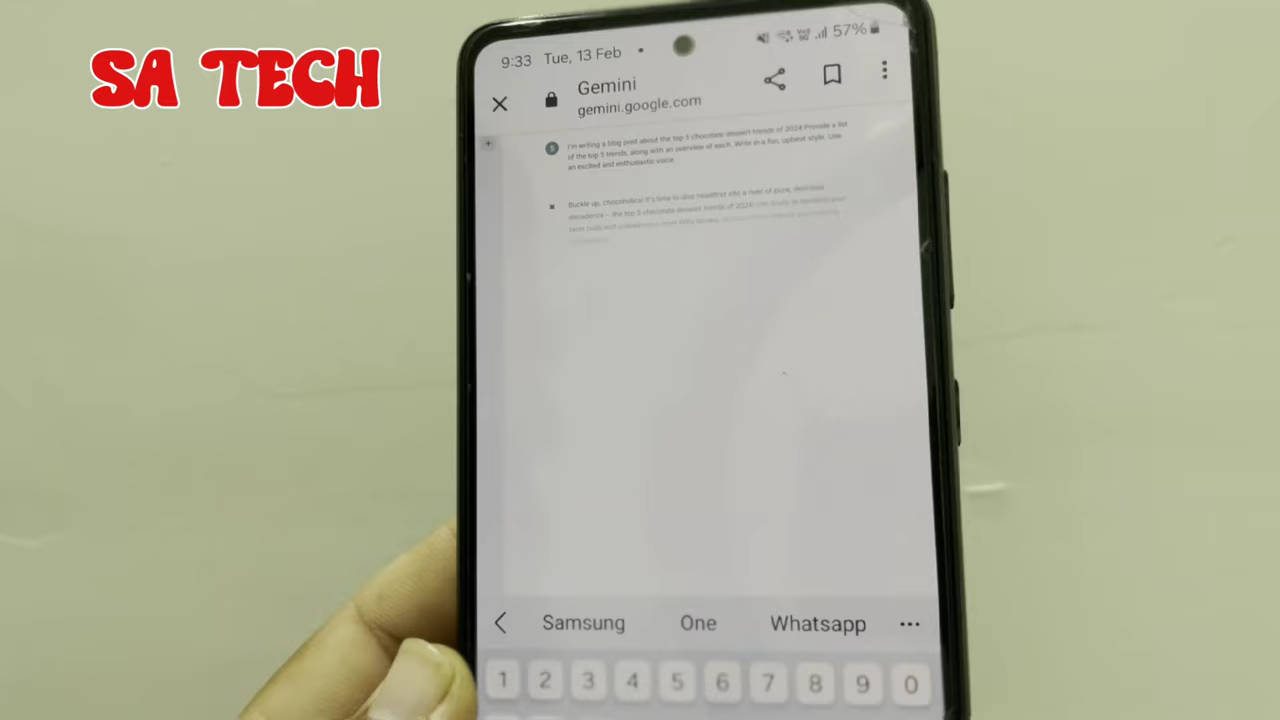 SA TECH
9:33 Tue, 13 Feb • 57%
Gemini
gemini.google.com
I'm writing a blog post about the top 5 chocolate dessert trends of 2024 Provide a list
of the top 5 trends, along with an overview of each. Write in a fun, upbeat style. Use
an excited and enthusiastic voice.
Buckle up, chocoholics! It's time to dive headfirst into a river of pure, delicious
decadence – the top 5 chocolate dessert trends of 2024!
Samsung One Whatsapp
1 2 3 4 5 6 7 8 9 0